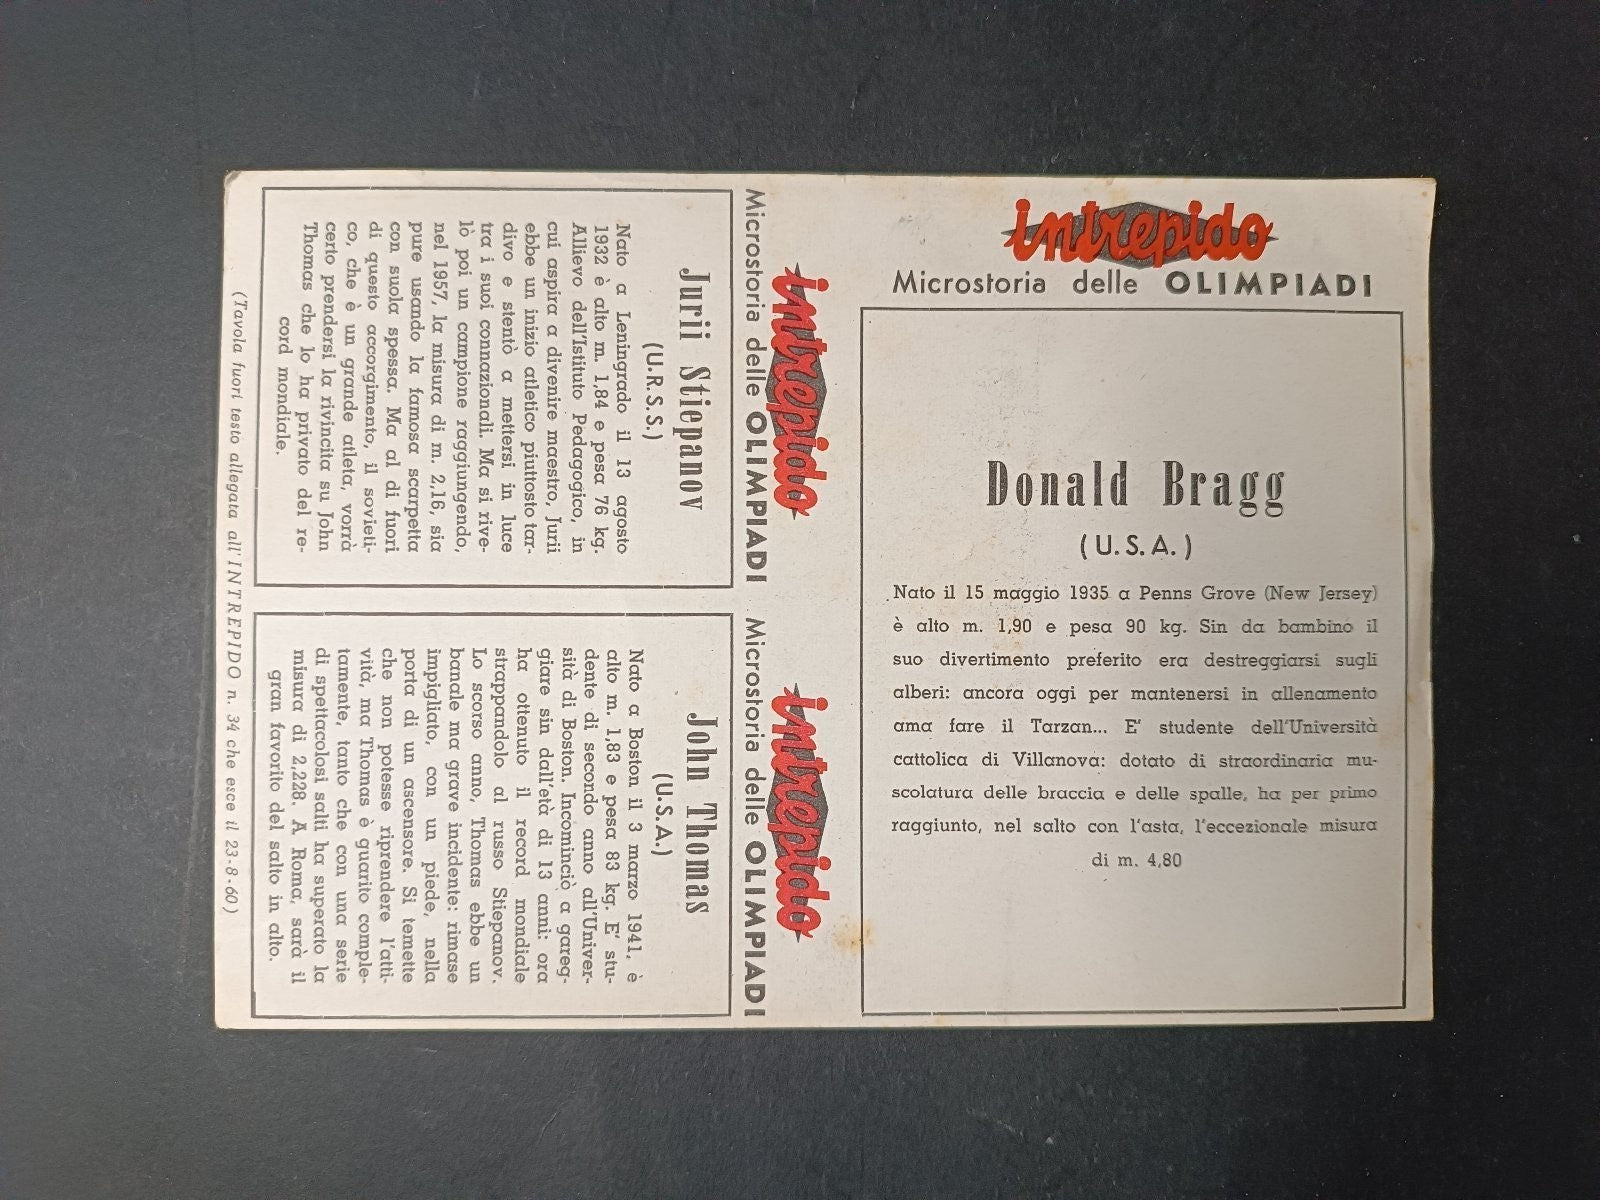 intrepido
Microstoria delle OLIMPIADI
Donald Bragg
(U.S.A.)
Nato il 15 maggio 1935 a Penns Grove (New Jersey)
è alto m. 1,90 e pesa 90 kg. Sin da bambino il
suo divertimento preferito era destreggiarsi sugli
alberi: ancora oggi per mantenersi in allenamento
ama fare il Tarzan... E' studente dell'Università
cattolica di Villanova: dotato di straordinaria mu-
scolatura delle braccia e delle spalle, ha per primo
raggiunto, nel salto con l'asta, l'eccezionale misura
di m. 4,80
intrepido
Microstoria delle OLIMPIADI
Jurii Stiepanov
(U.R.S.S.)
Nato a Leningrado il 13 agosto
1932 è alto m. 1,84 e pesa 76 kg.
Allievo dell'Istituto Pedagogico, in
cui aspira a divenire maestro, Jurii
ebbe un inizio atletico piuttosto tar-
divo e stentò a mettersi in luce
tra i suoi connazionali. Ma si rive-
lò poi un campione raggiungendo,
nel 1957, la misura di m. 2,16, sia
pure usando la famosa scarpetta
con suola spessa. Ma al di fuori
di questo accorgimento, il sovieti-
co, che è un grande atleta, vorrà
certo prendersi la rivincita su John
Thomas che lo ha privato del re-
cord mondiale.
intrepido
Microstoria delle OLIMPIADI
John Thomas
(U.S.A.)
Nato a Boston il 3 marzo 1941, è
alto m. 1,83 e pesa 83 kg. E' stu-
dente di secondo anno all'Univer-
sità di Boston. Incominciò a gareg-
giare sin dall'età di 13 anni: ora
ha ottenuto il record mondiale
strappandolo al russo Stiepanov.
Lo scorso anno, Thomas ebbe un
banale ma grave incidente: rimase
impigliato, con un piede, nella
porta di un ascensore. Si temette
che non potesse riprendere l'atti-
vità, ma Thomas è guarito comple-
tamente, tanto che con una serie
di spettacolosi salti ha superato la
misura di 2,228. A Roma, sarà il
gran favorito del salto in alto.
(Tavola fuori testo allegata all'INTREPIDO n. 34 che esce il 23-8-60)